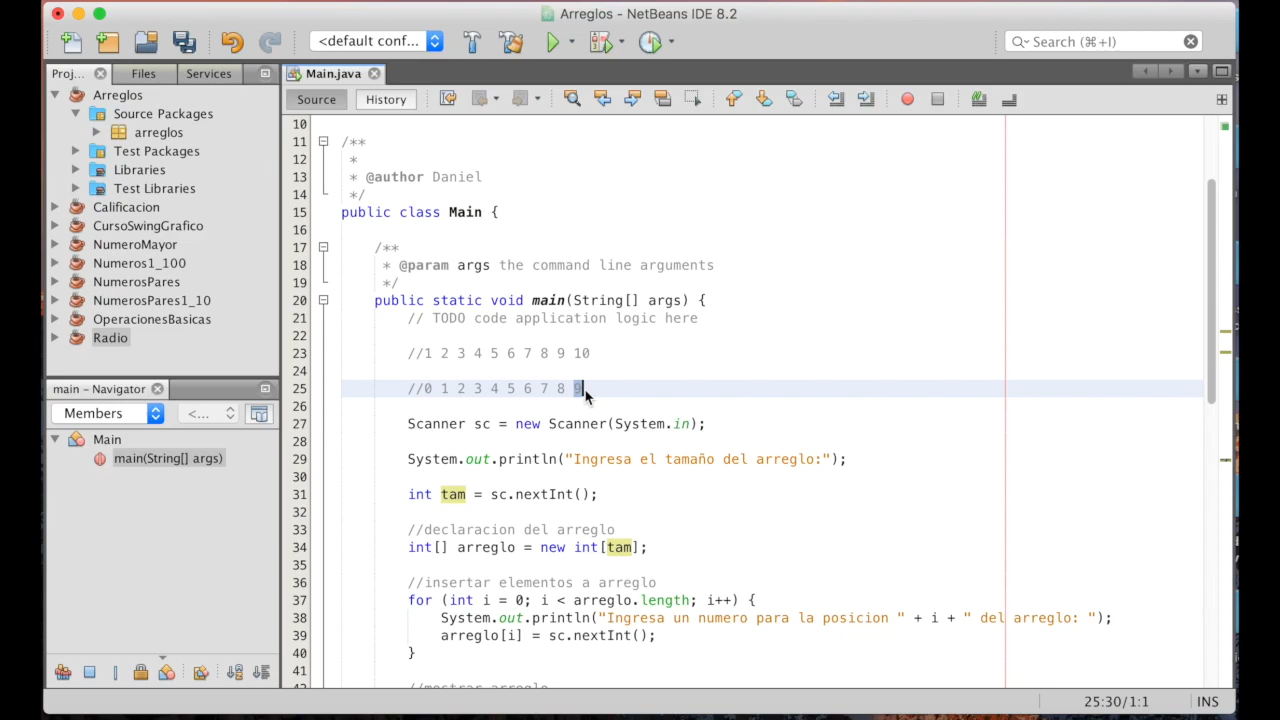 Arreglos - NetBeans IDE 8.2
<default conf...
Search (⌘+I)
Proj...
Files
Services
Main.java
Source
History
Arreglos
Source Packages
arreglos
Test Packages
Libraries
Test Libraries
Calificacion
CursoSwingGrafico
NumeroMayor
Numeros1_100
NumerosPares
NumerosPares1_10
OperacionesBasicas
Radio
main - Navigator
Members
<...
Main
main(String[] args)
10
11 /**
12 *
13 * @author Daniel
14 */
15 public class Main {
16
17 /**
18 * @param args the command line arguments
19 */
20 public static void main(String[] args) {
21 // TODO code application logic here
22
23 //1 2 3 4 5 6 7 8 9 10
24
25 //0 1 2 3 4 5 6 7 8 9
26
27 Scanner sc = new Scanner(System.in);
28
29 System.out.println("Ingresa el tamaño del arreglo:");
30
31 int tam = sc.nextInt();
32
33 //declaracion del arreglo
34 int[] arreglo = new int[tam];
35
36 //insertar elementos a arreglo
37 for (int i = 0; i < arreglo.length; i++) {
38 System.out.println("Ingresa un numero para la posicion " + i + " del arreglo: ");
39 arreglo[i] = sc.nextInt();
40 }
41
//mostrar arreglo
25:30/1:1
INS